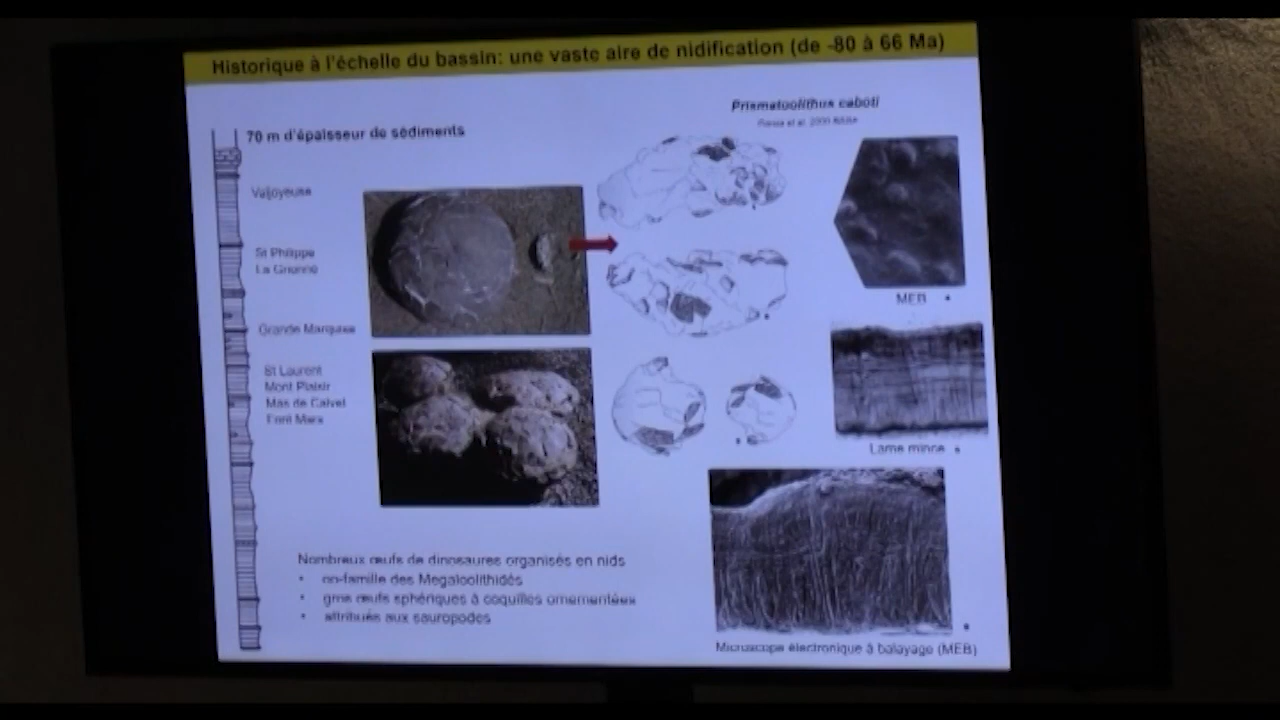 Historique à l'échelle du bassin: une vaste aire de nidification (de -80 à 66 Ma)
Prismatoolithus caboti
70 m d'épaisseur de sédiments
Valjoyeuse
St Philippe
La
Grande Marquise
St Laurent
Mont Plaisir
Mas de Calvel
Font Marx
MEB
Lame mince
Nombreux œufs de dinosaures organisés en nids
• oo-famille des Megaloolithidés
• gros œufs sphériques à coquilles ornementées
• attribués aux sauropodes
Microscope électronique à balayage (MEB)